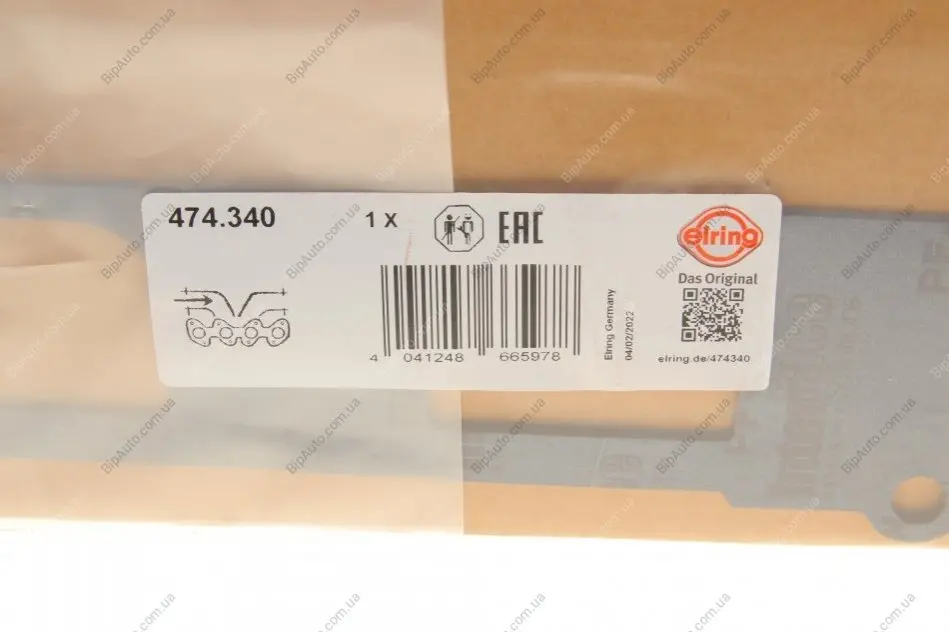 474.340
1 X
EAC
elring
Das Original
elring.de/474340
Elring Germany
04/02/2022
4 041248 665978
BipAuto.com.ua